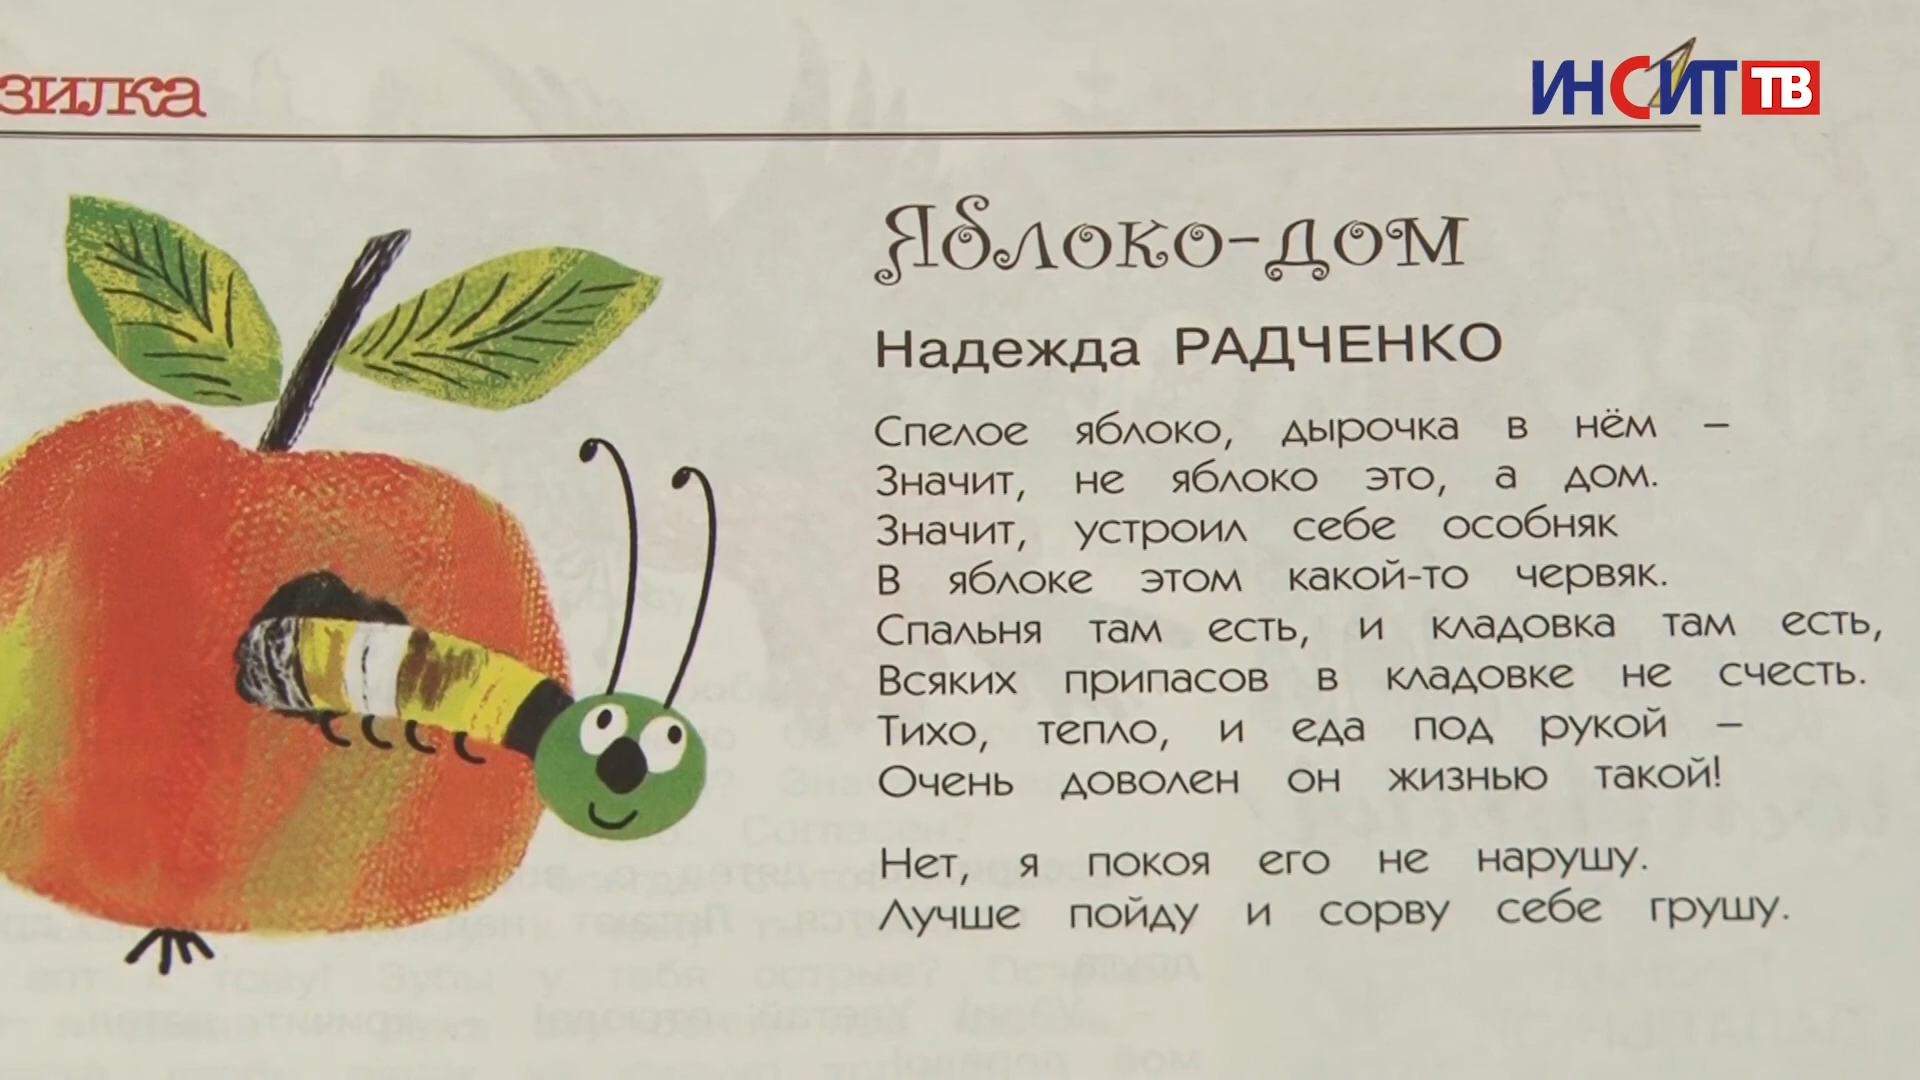 зилка
ИНСИТ ТВ
Яблоко-дом
Надежда РАДЧЕНКО
Спелое яблоко, дырочка в нём –
Значит, не яблоко это, а дом.
Значит, устроил себе особняк
В яблоке этом какой-то червяк.
Спальня там есть, и кладовка там есть,
Всяких припасов в кладовке не счесть.
Тихо, тепло, и еда под рукой –
Очень доволен он жизнью такой!
Нет, я покоя его не нарушу.
Лучше пойду и сорву себе грушу.